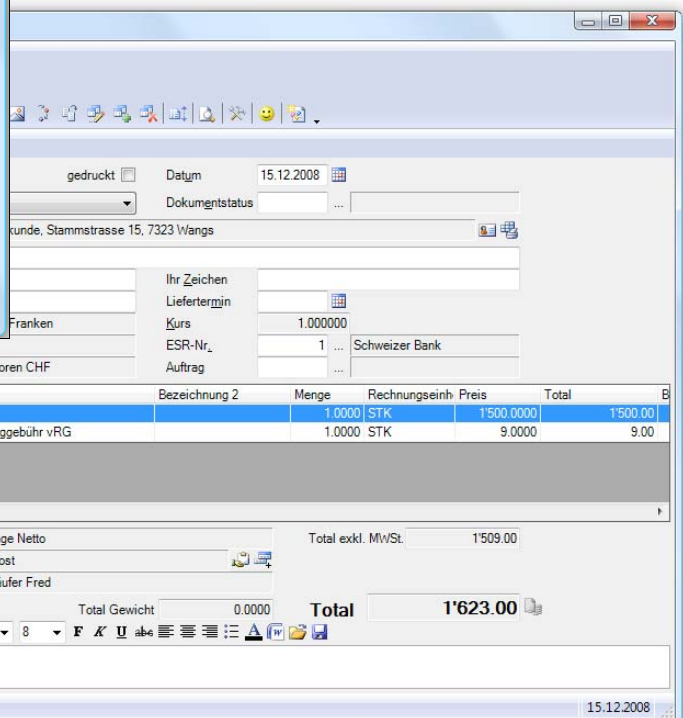 gedruckt Datum 15.12.2008
Dokumentstatus ...
kunde, Stammstrasse 15, 7323 Wangs
Ihr Zeichen
Liefertermin
Franken Kurs 1.000000
ESR-Nr. 1 ... Schweizer Bank
oren CHF Auftrag ...
Bezeichnung 2 Menge Rechnungseinh Preis Total B
1.0000 STK 1'500.0000 1'500.00
ggebühr vRG 1.0000 STK 9.0000 9.00
ge Netto Total exkl. MWSt. 1'509.00
ost
äufer Fred
Total Gewicht 0.0000 Total 1'623.00
8 F K U abc A W
15.12.2008